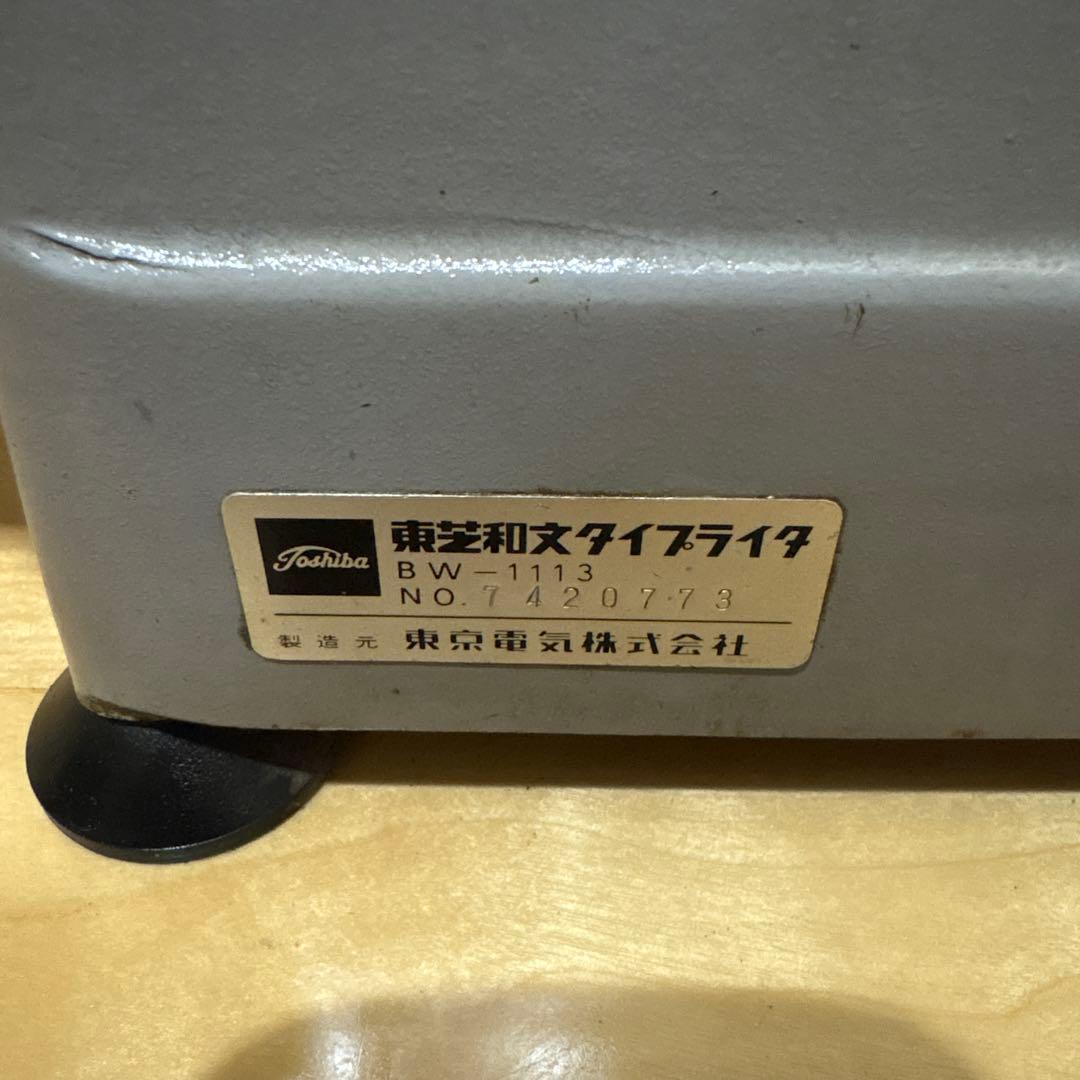 Toshiba
東芝和文タイプライタ
BW-1113
NO. 7420773
製造元 東京電気株式会社